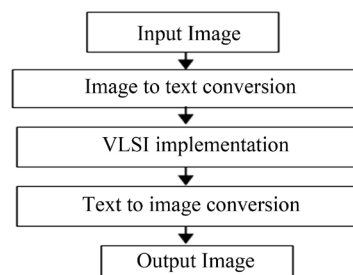 Input Image
Image to text conversion
VLSI implementation
Text to image conversion
Output Image